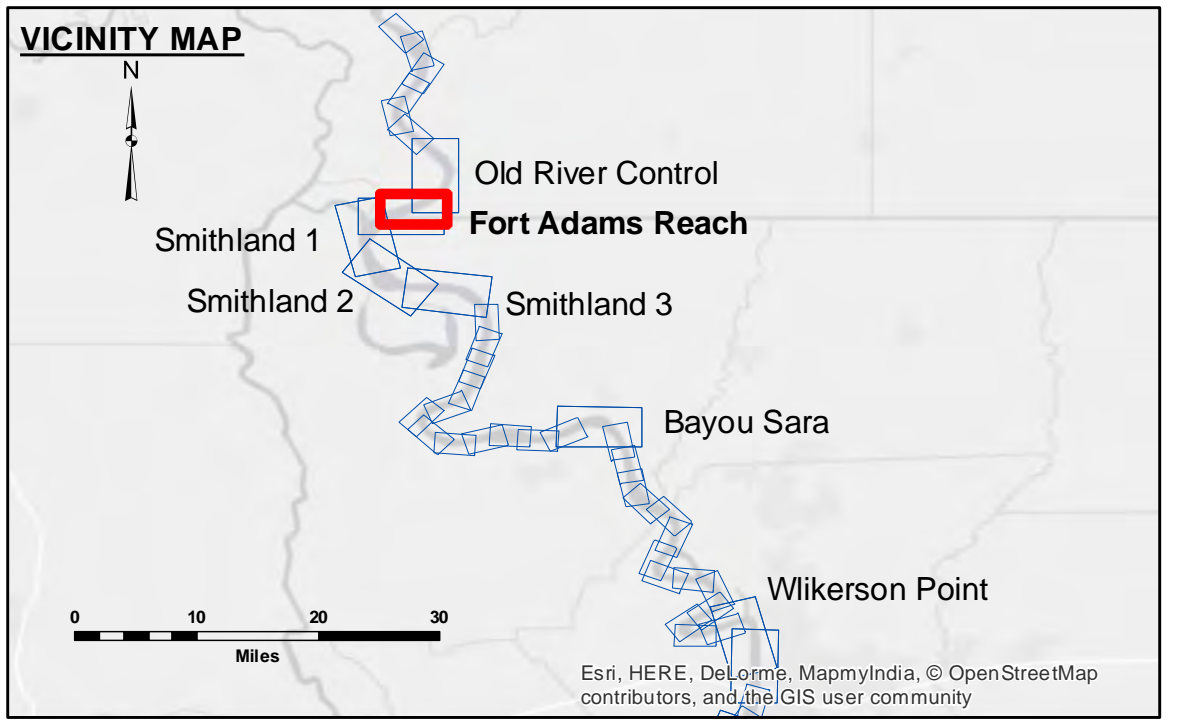 VICINITY MAP
N
Old River Control
Fort Adams Reach
Smithland 1
Smithland 2
Smithland 3
Bayou Sara
Wlikerson Point
0 10 20 30
Miles
Esri, HERE, DeLorme, MapmyIndia, © OpenStreetMap
contributors, and the GIS user community